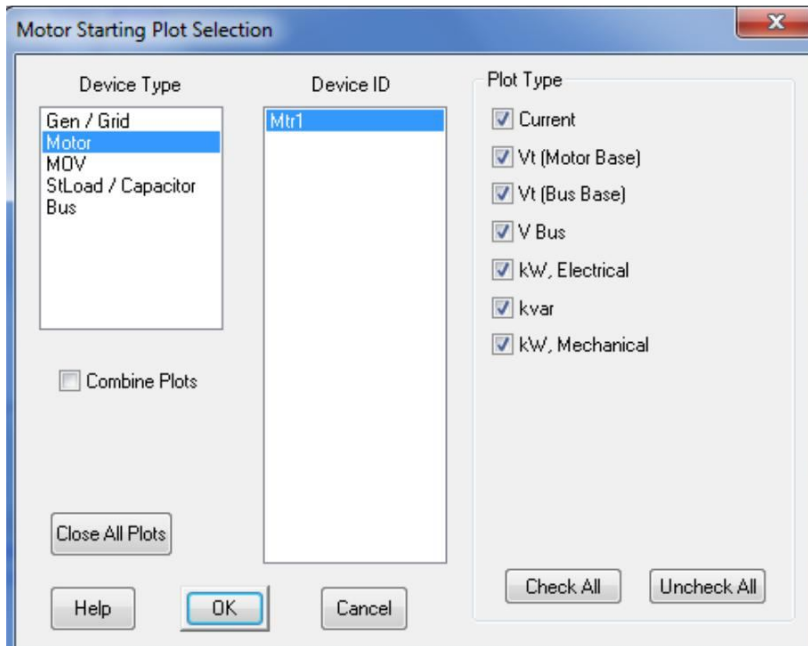 Motor Starting Plot Selection
x
Device Type
Gen / Grid
Motor
MOV
StLoad / Capacitor
Bus
Combine Plots
Close All Plots
Device ID
Mtr1
Plot Type
Current
Vt (Motor Base)
Vt (Bus Base)
V Bus
kW, Electrical
kvar
kW, Mechanical
Check All
Uncheck All
Help
OK
Cancel